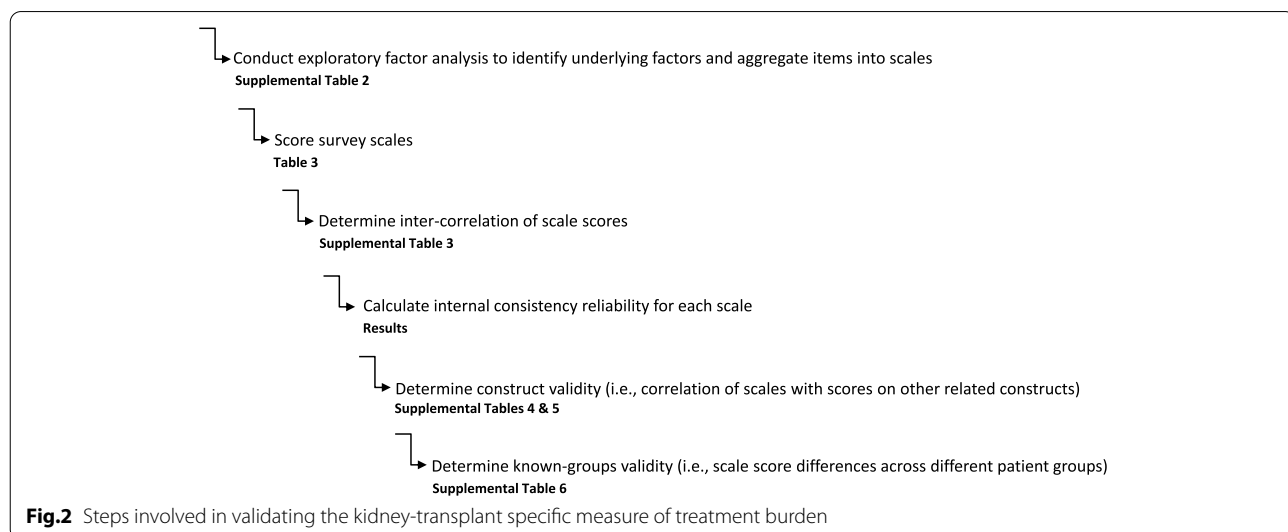 Conduct exploratory factor analysis to identify underlying factors and aggregate items into scales
Supplemental Table 2
Score survey scales
Table 3
Determine inter-correlation of scale scores
Supplemental Table 3
Calculate internal consistency reliability for each scale
Results
Determine construct validity (i.e., correlation of scales with scores on other related constructs)
Supplemental Tables 4 & 5
Determine known-groups validity (i.e., scale score differences across different patient groups)
Supplemental Table 6
Fig.2 Steps involved in validating the kidney-transplant specific measure of treatment burden